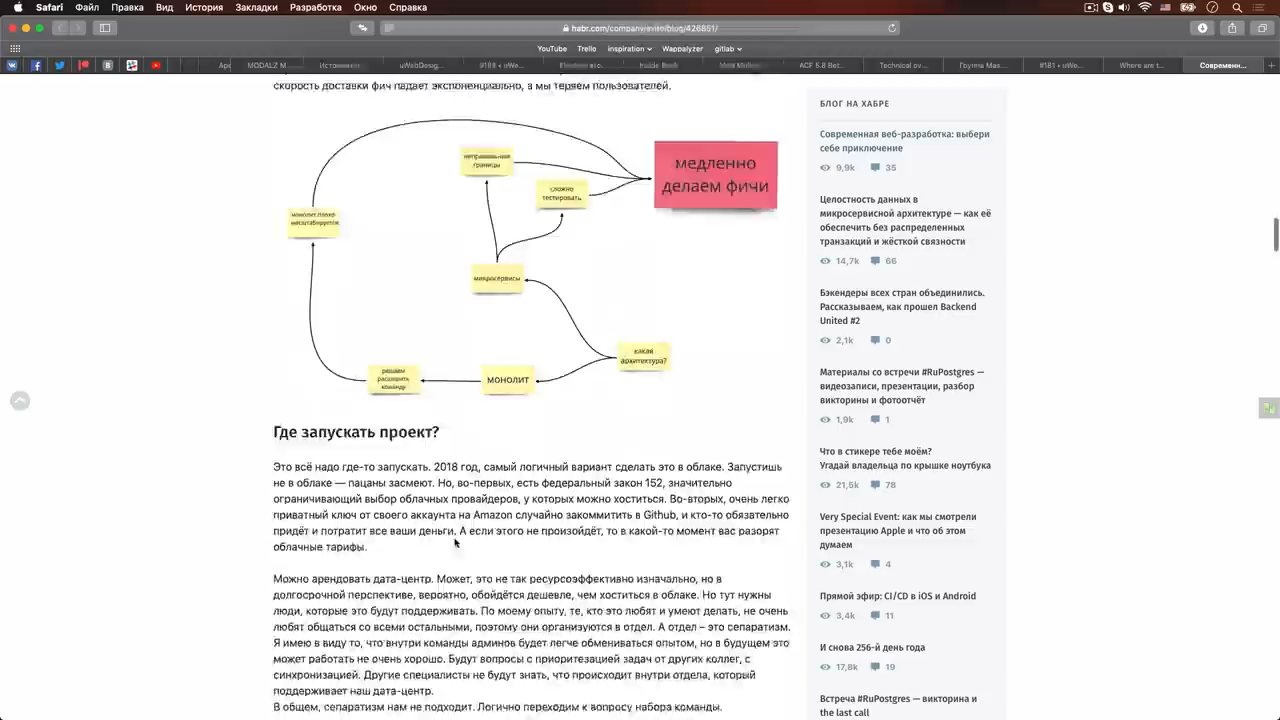 Safari Файл Правка Вид История Закладки Разработка Окно Справка
habr.com/company/avito/blog/426851/
YouTube Trello inspiration Wappalyzer gitlab
MODALZ M... Источники uWebDesig... Inside Book ACF 5.8 Bet... Technical ov... Группа Мак... #181 • uWe... Where are t... Современн...
скорость доставки фич падает экспоненциально, а мы теряем пользователей.
медленно
делаем фичи
неправильная
границы
сложно
тестировать
масштабируется
микросервисы
какая
архитектура?
монолит
решаем
расширить
команду
Где запускать проект?
Это всё надо где-то запускать. 2018 год, самый логичный вариант сделать это в облаке. Запустишь
не в облаке — пацаны засмеют. Но, во-первых, есть федеральный закон 152, значительно
ограничивающий выбор облачных провайдеров, у которых можно хоститься. Во-вторых, очень легко
приватный ключ от своего аккаунта на Amazon случайно закоммитить в Github, и кто-то обязательно
придёт и потратит все ваши деньги. А если этого не произойдёт, то в какой-то момент вас разорят
облачные тарифы.
Можно арендовать дата-центр. Может, это не так ресурсоэффективно изначально, но в
долгосрочной перспективе, вероятно, обойдётся дешевле, чем хоститься в облаке. Но тут нужны
люди, которые это будут поддерживать. По моему опыту, те, кто это любят и умеют делать, не очень
любят общаться со всеми остальными, поэтому они организуются в отдел. А отдел – это сепаратизм.
Я имею в виду то, что внутри команды админов будет легче обмениваться опытом, но в будущем это
может работать не очень хорошо. Будут вопросы с приоритезацией задач от других коллег, с
синхронизацией. Другие специалисты не будут знать, что происходит внутри отдела, который
поддерживает наш дата-центр.
В общем, сепаратизм нам не подходит. Логично переходим к вопросу набора команды.
БЛОГ НА ХАБРЕ
Современная веб-разработка: выбери
себе приключение
9,9k 35
Целостность данных в
микросервисной архитектуре — как её
обеспечить без распределенных
транзакций и жёсткой связности
14,7k 66
Бэкендеры всех стран объединились.
Рассказываем, как прошел Backend
United #2
2,1k 0
Материалы со встречи #RuPostgres —
видеозаписи, презентации, разбор
викторины и фотоотчёт
1,9k 1
Что в стикере тебе моём?
Угадай владельца по крышке ноутбука
21,5k 78
Very Special Event: как мы смотрели
презентацию Apple и что об этом
думаем
3,1k 4
Прямой эфир: CI/CD в iOS и Android
3,4k 11
И снова 256-й день года
17,8k 19
Встреча #RuPostgres — викторина и
the last call